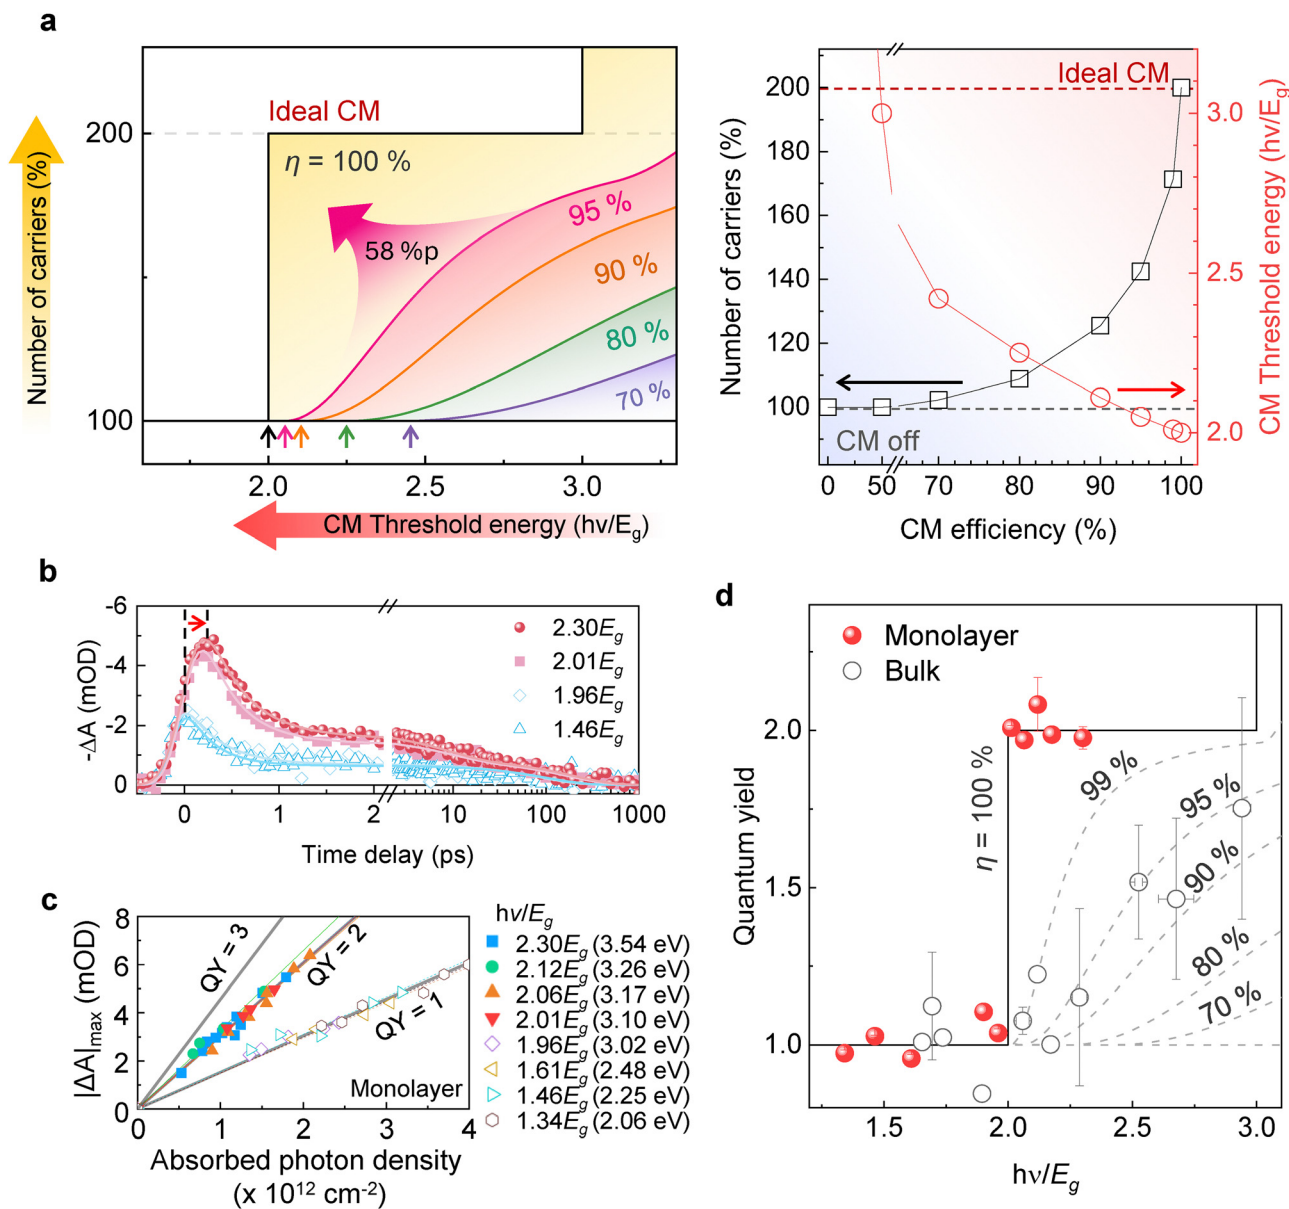 a
Number of carriers (%)
200
100
Ideal CM
η = 100 %
58 %p
95 %
90 %
80 %
70 %
2.0 2.5 3.0
CM Threshold energy (hv/Eg)
Number of carriers (%)
200
180
160
140
120
100
Ideal CM
CM off
3.0
2.5
2.0
CM Threshold energy (hv/Eg)
0 50 70 80 90 100
CM efficiency (%)
b
-ΔA (mOD)
-6
-4
-2
0
2.30Eg
2.01Eg
1.96Eg
1.46Eg
0 1 2 10 100 1000
Time delay (ps)
c
|ΔA|max (mOD)
8
6
4
2
0
QY = 3
QY = 2
QY = 1
Monolayer
0 1 2 3 4
Absorbed photon density
(x 10¹² cm⁻²)
hν/Eg
2.30Eg (3.54 eV)
2.12Eg (3.26 eV)
2.06Eg (3.17 eV)
2.01Eg (3.10 eV)
1.96Eg (3.02 eV)
1.61Eg (2.48 eV)
1.46Eg (2.25 eV)
1.34Eg (2.06 eV)
d
Monolayer
Bulk
Quantum yield
2.0
1.5
1.0
η = 100 %
99 %
95 %
90 %
80 %
70 %
1.5 2.0 2.5 3.0
hν/Eg